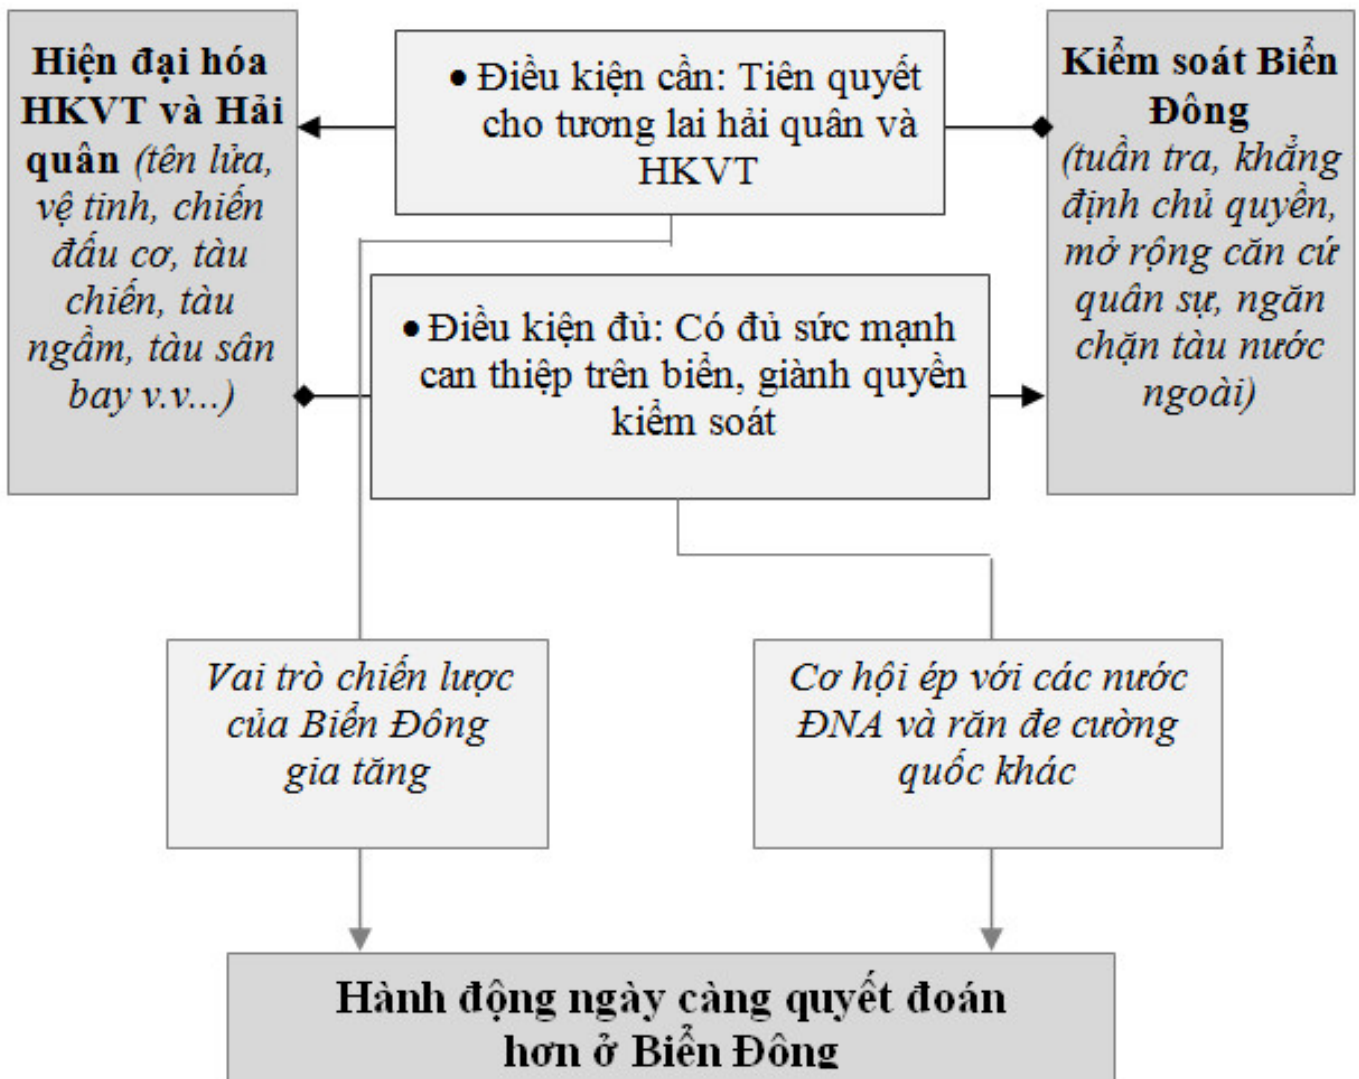 Hiện đại hóa
HKVT và Hải
quân (tên lửa,
vệ tinh, chiến
đấu cơ, tàu
chiến, tàu
ngầm, tàu sân
bay v.v...)
• Điều kiện cần: Tiên quyết
cho tương lai hải quân và
HKVT
Kiểm soát Biển
Đông
(tuần tra, khẳng
định chủ quyền,
mở rộng căn cứ
quân sự, ngăn
chặn tàu nước
ngoài)
• Điều kiện đủ: Có đủ sức mạnh
can thiệp trên biển, giành quyền
kiểm soát
Vai trò chiến lược
của Biển Đông
gia tăng
Cơ hội ép với các nước
ĐNA và răn đe cường
quốc khác
Hành động ngày càng quyết đoán
hơn ở Biển Đông